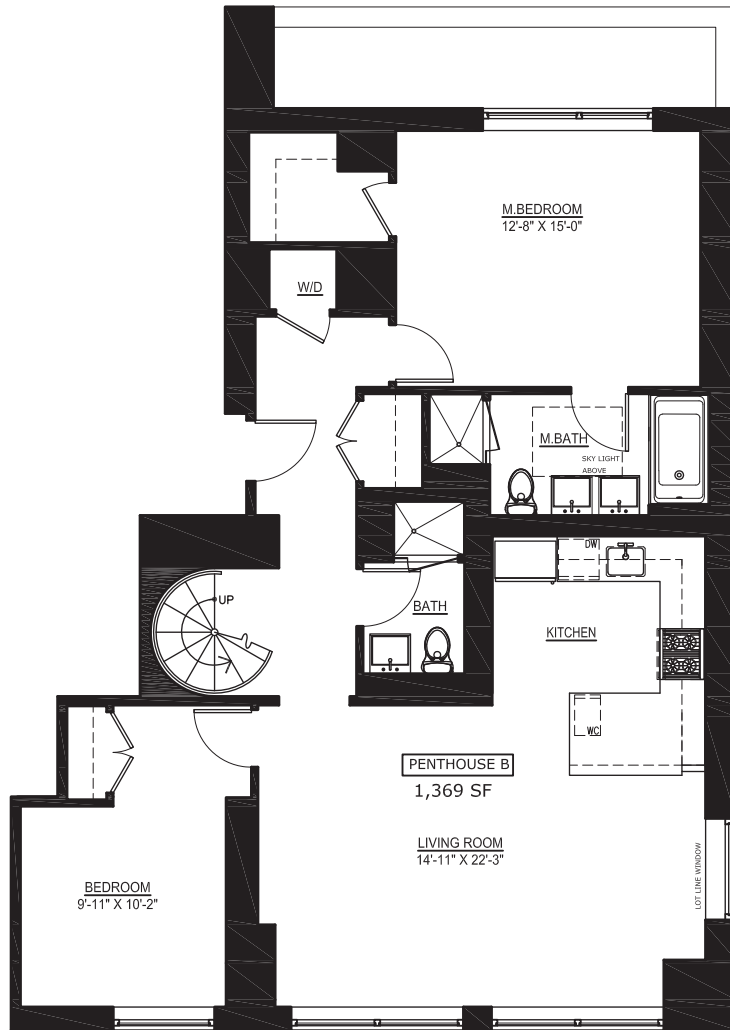 M.BEDROOM
12'-8" X 15'-0"
W/D
M.BATH
SKY LIGHT
ABOVE
DW
UP
BATH
KITCHEN
WC
PENTHOUSE B
1,369 SF
LIVING ROOM
14'-11" X 22'-3"
LOT LINE WINDOW
BEDROOM
9'-11" X 10'-2"